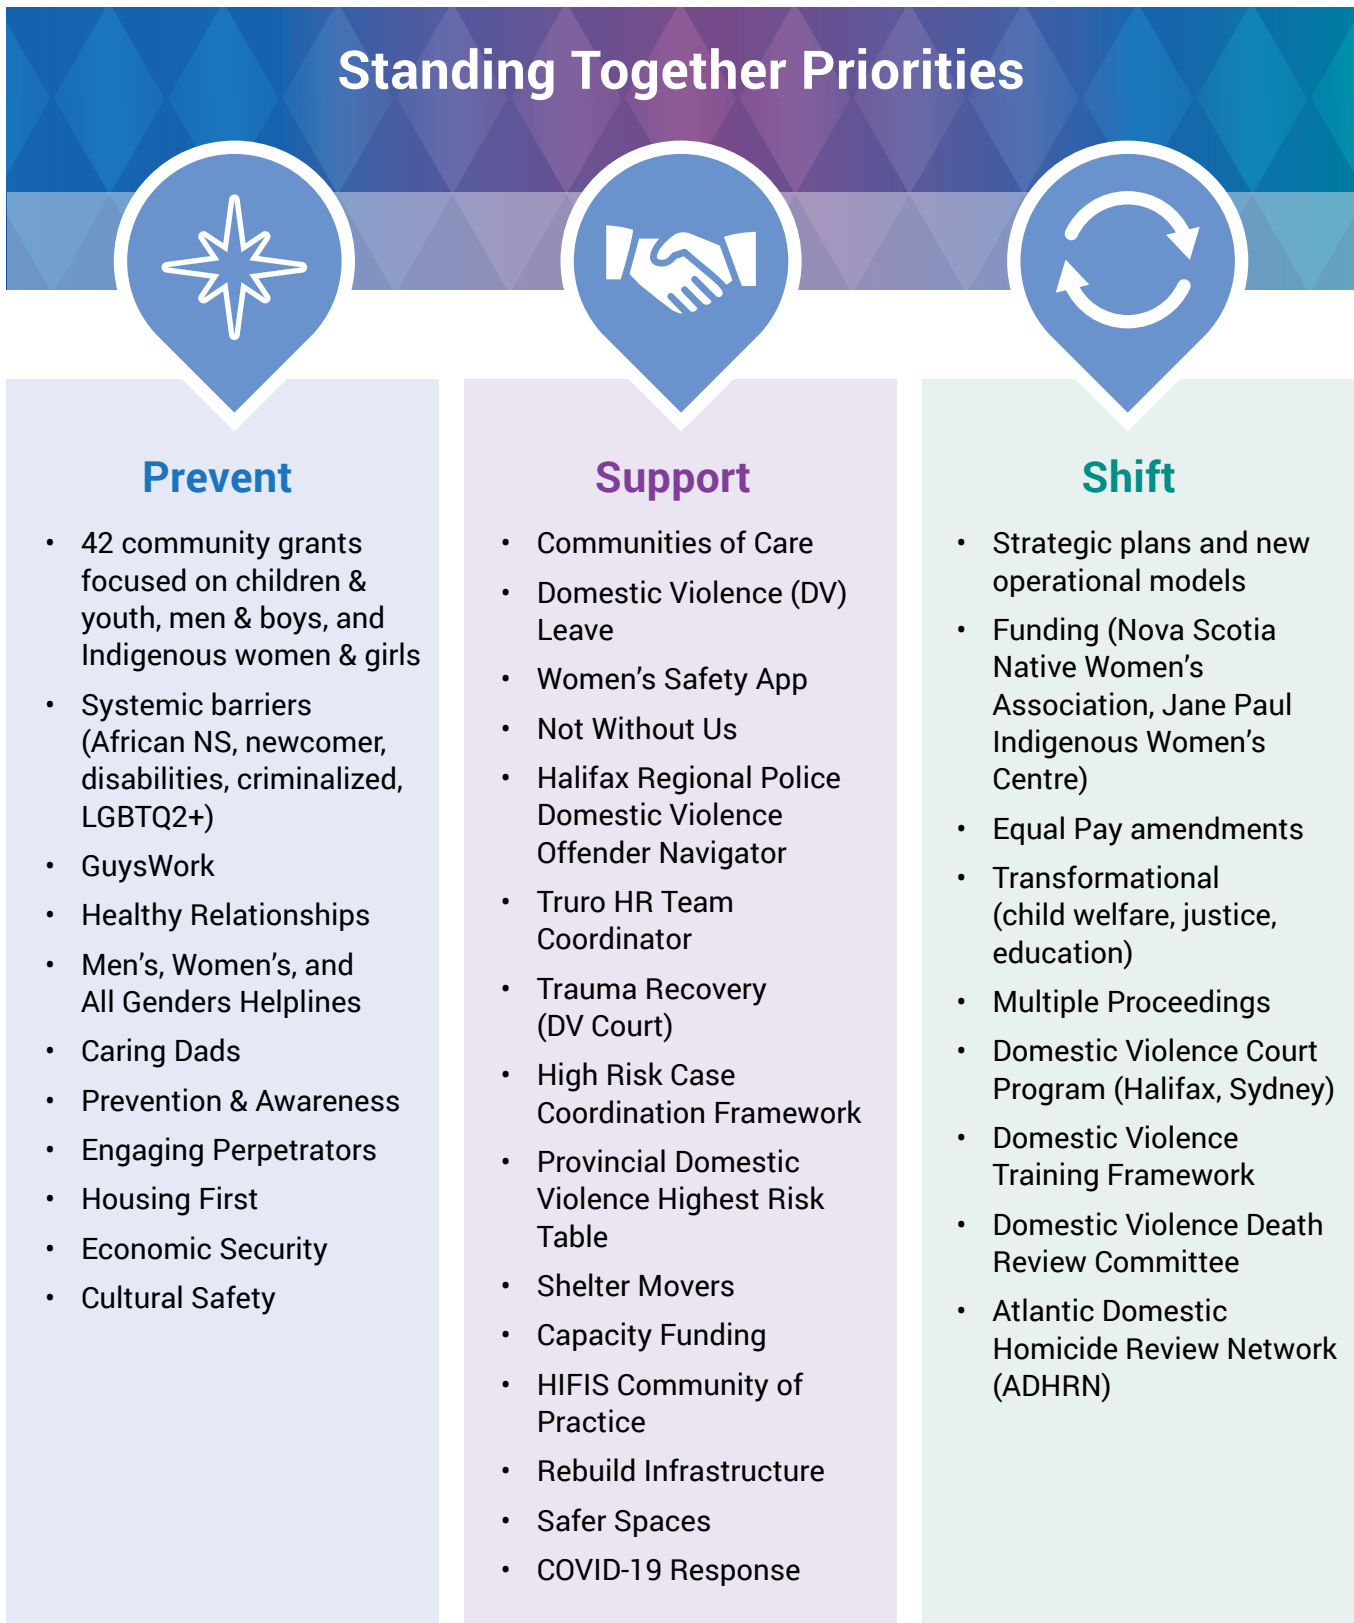 Standing Together Priorities
Prevent
• 42 community grants
focused on children &
youth, men & boys, and
Indigenous women & girls
• Systemic barriers
(African NS, newcomer,
disabilities, criminalized,
LGBTQ2+)
• GuysWork
• Healthy Relationships
• Men’s, Women’s, and
All Genders Helplines
• Caring Dads
• Prevention & Awareness
• Engaging Perpetrators
• Housing First
• Economic Security
• Cultural Safety
Support
• Communities of Care
• Domestic Violence (DV)
Leave
• Women’s Safety App
• Not Without Us
• Halifax Regional Police
Domestic Violence
Offender Navigator
• Truro HR Team
Coordinator
• Trauma Recovery
(DV Court)
• High Risk Case
Coordination Framework
• Provincial Domestic
Violence Highest Risk
Table
• Shelter Movers
• Capacity Funding
• HIFIS Community of
Practice
• Rebuild Infrastructure
• Safer Spaces
• COVID-19 Response
Shift
• Strategic plans and new
operational models
• Funding (Nova Scotia
Native Women’s
Association, Jane Paul
Indigenous Women’s
Centre)
• Equal Pay amendments
• Transformational
(child welfare, justice,
education)
• Multiple Proceedings
• Domestic Violence Court
Program (Halifax, Sydney)
• Domestic Violence
Training Framework
• Domestic Violence Death
Review Committee
• Atlantic Domestic
Homicide Review Network
(ADHRN)